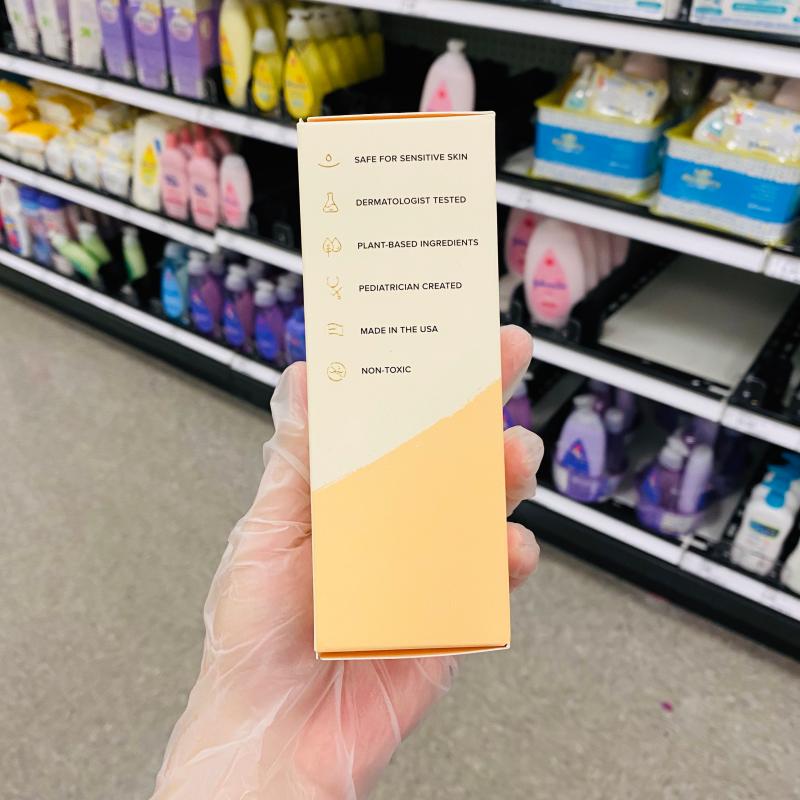 SAFE FOR SENSITIVE SKIN
DERMATOLOGIST TESTED
PLANT-BASED INGREDIENTS
PEDIATRICIAN CREATED
MADE IN THE USA
NON-TOXIC